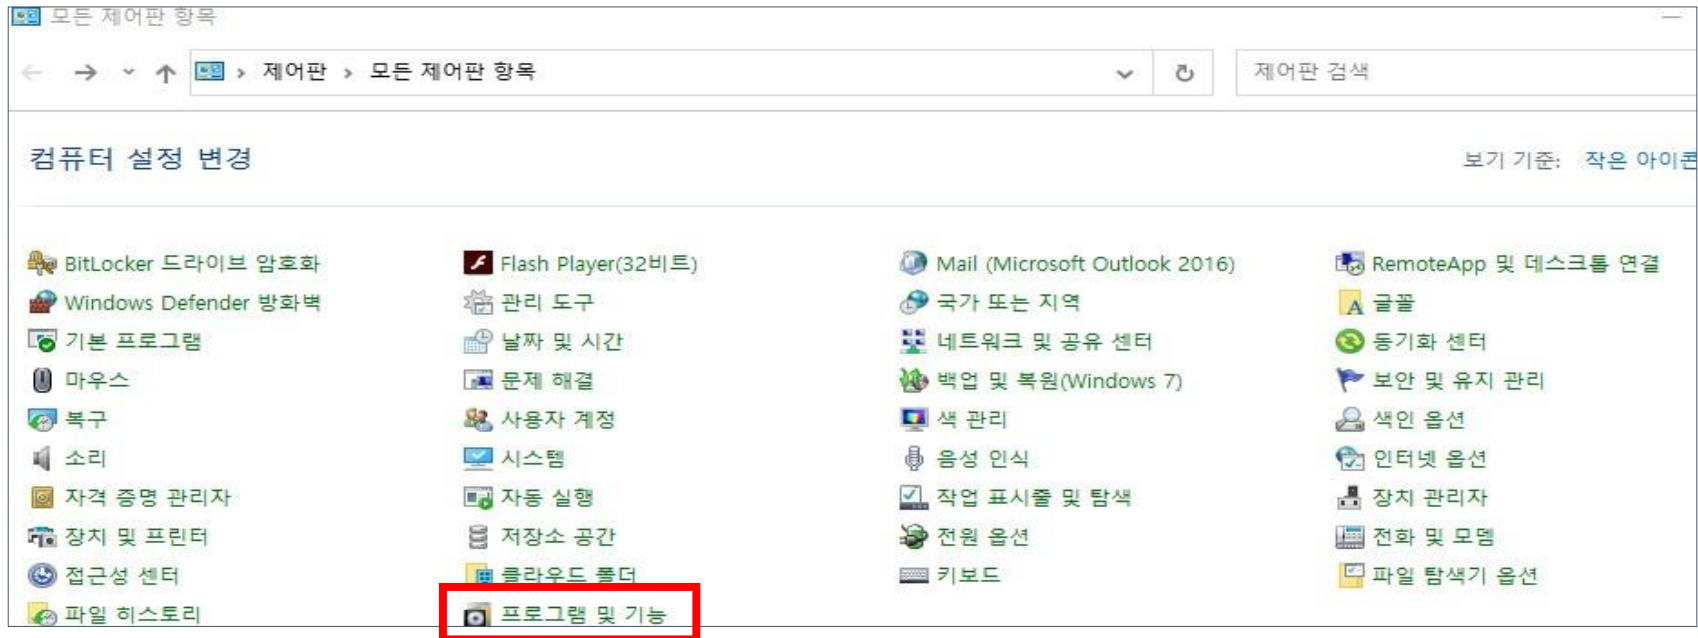 모든 제어판 항목
제어판 > 모든 제어판 항목
제어판 검색
컴퓨터 설정 변경
보기 기준: 작은 아이콘
BitLocker 드라이브 암호화 Flash Player(32비트) Mail (Microsoft Outlook 2016) RemoteApp 및 데스크톱 연결
Windows Defender 방화벽 관리 도구 국가 또는 지역 글꼴
기본 프로그램 날짜 및 시간 네트워크 및 공유 센터 동기화 센터
마우스 문제 해결 백업 및 복원(Windows 7) 보안 및 유지 관리
복구 사용자 계정 색 관리 색인 옵션
소리 시스템 음성 인식 인터넷 옵션
자격 증명 관리자 자동 실행 작업 표시줄 및 탐색 장치 관리자
장치 및 프린터 저장소 공간 전원 옵션 전화 및 모뎀
접근성 센터 클라우드 폴더 키보드 파일 탐색기 옵션
파일 히스토리 프로그램 및 기능